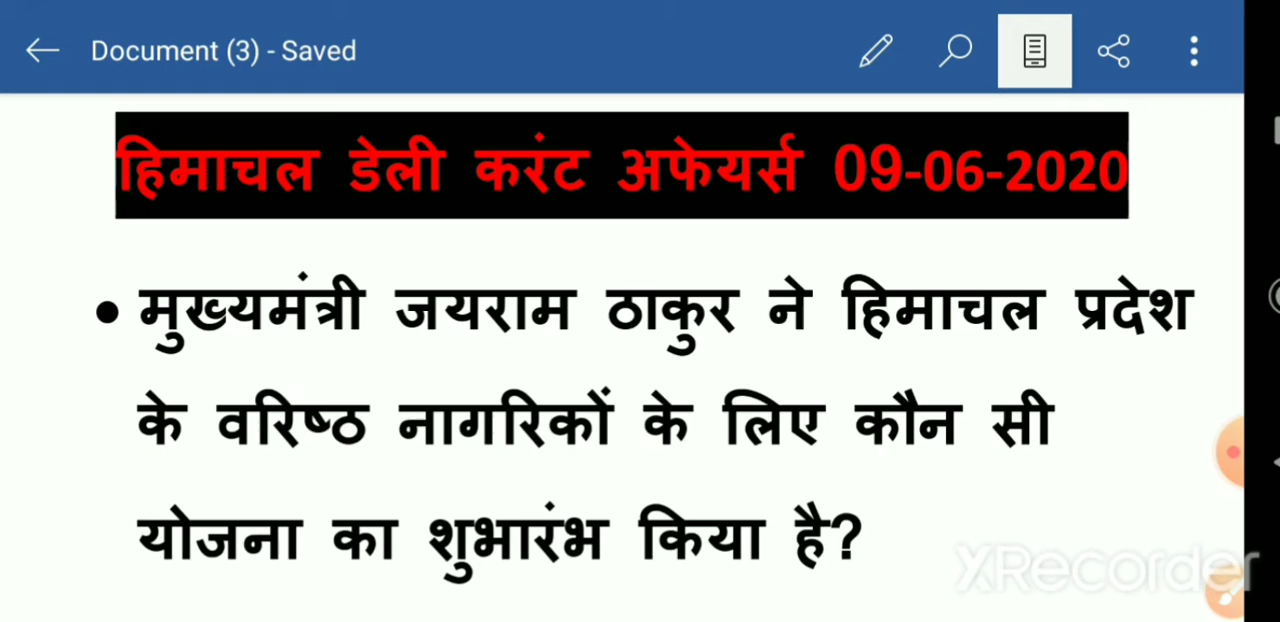 Document (3) - Saved
हिमाचल डेली करंट अफेयर्स 09-06-2020
• मुख्यमंत्री जयराम ठाकुर ने हिमाचल प्रदेश
के वरिष्ठ नागरिकों के लिए कौन सी
योजना का शुभारंभ किया है?
XRecorder